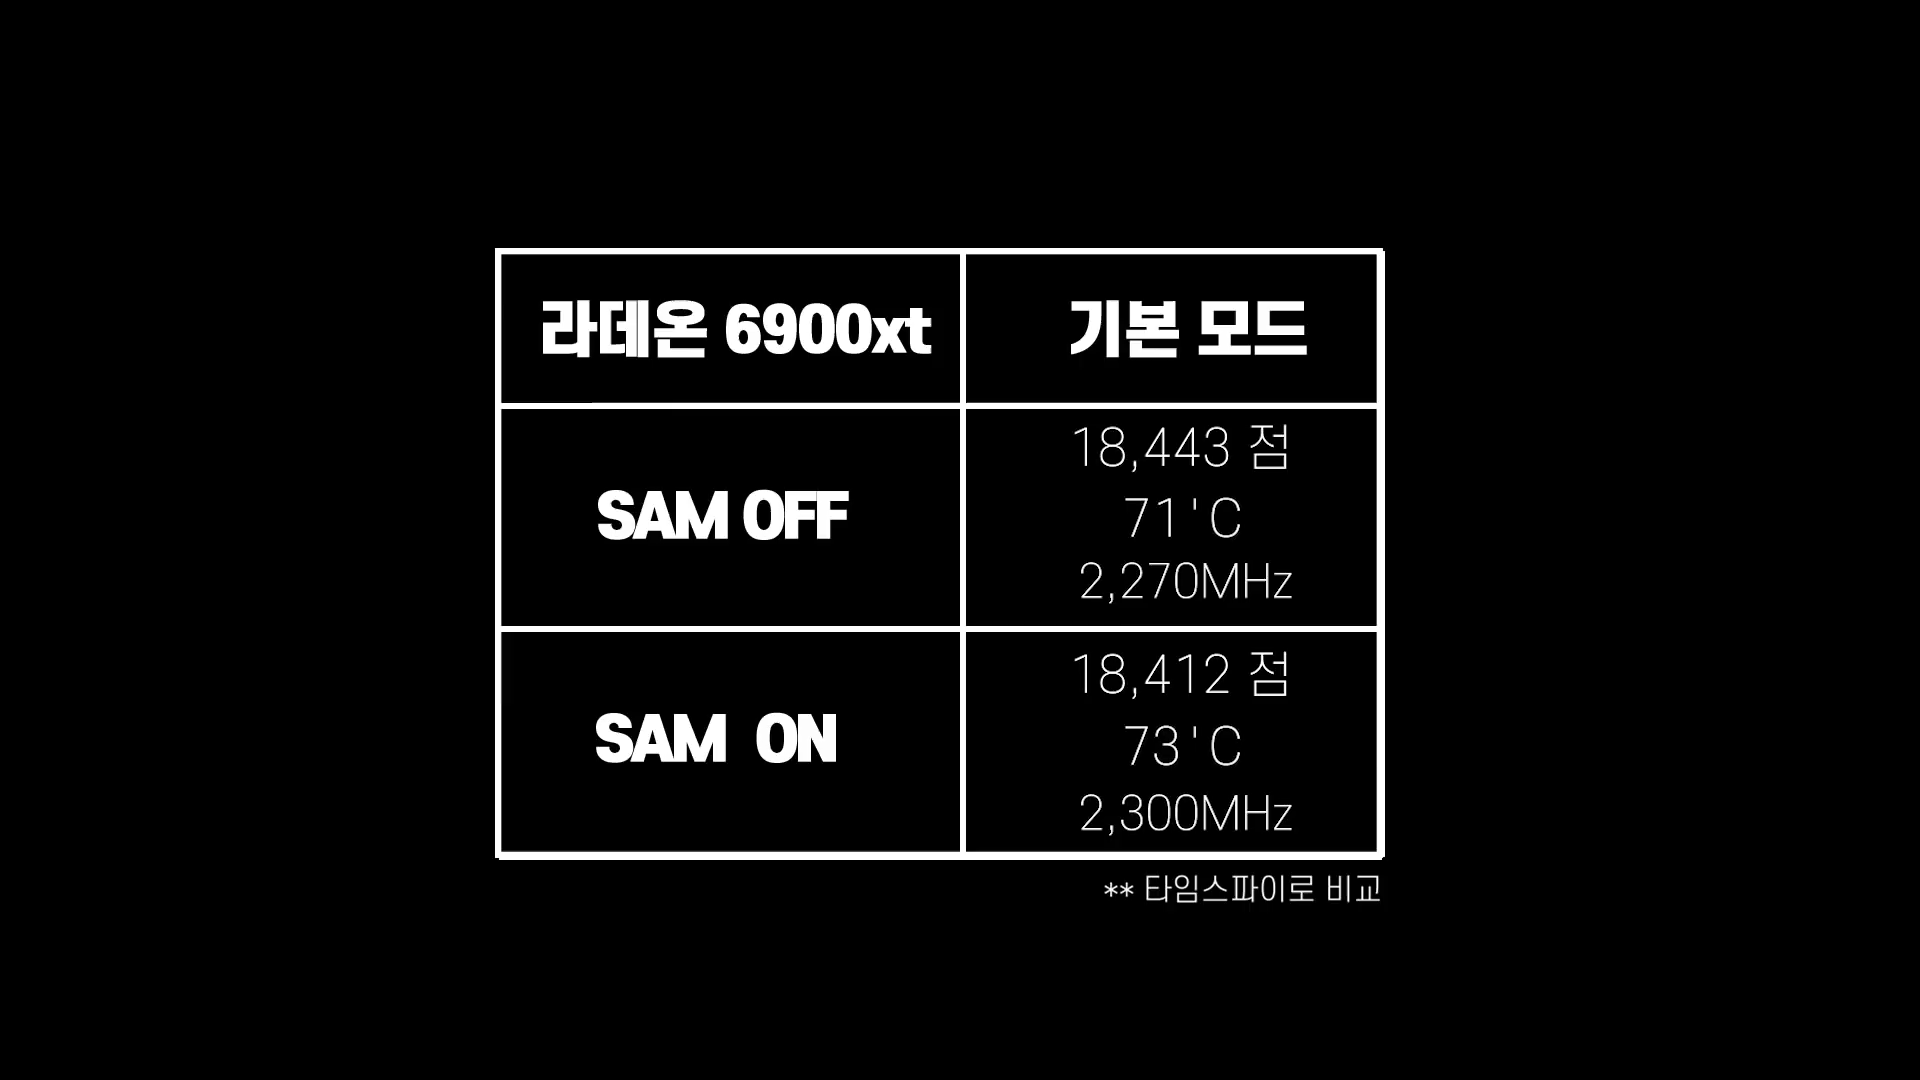 라데온 6900xt
기본 모드
SAM OFF
18,443 점
71'C
2,270MHz
SAM ON
18,412 점
73'C
2,300MHz
** 타임스파이로 비교